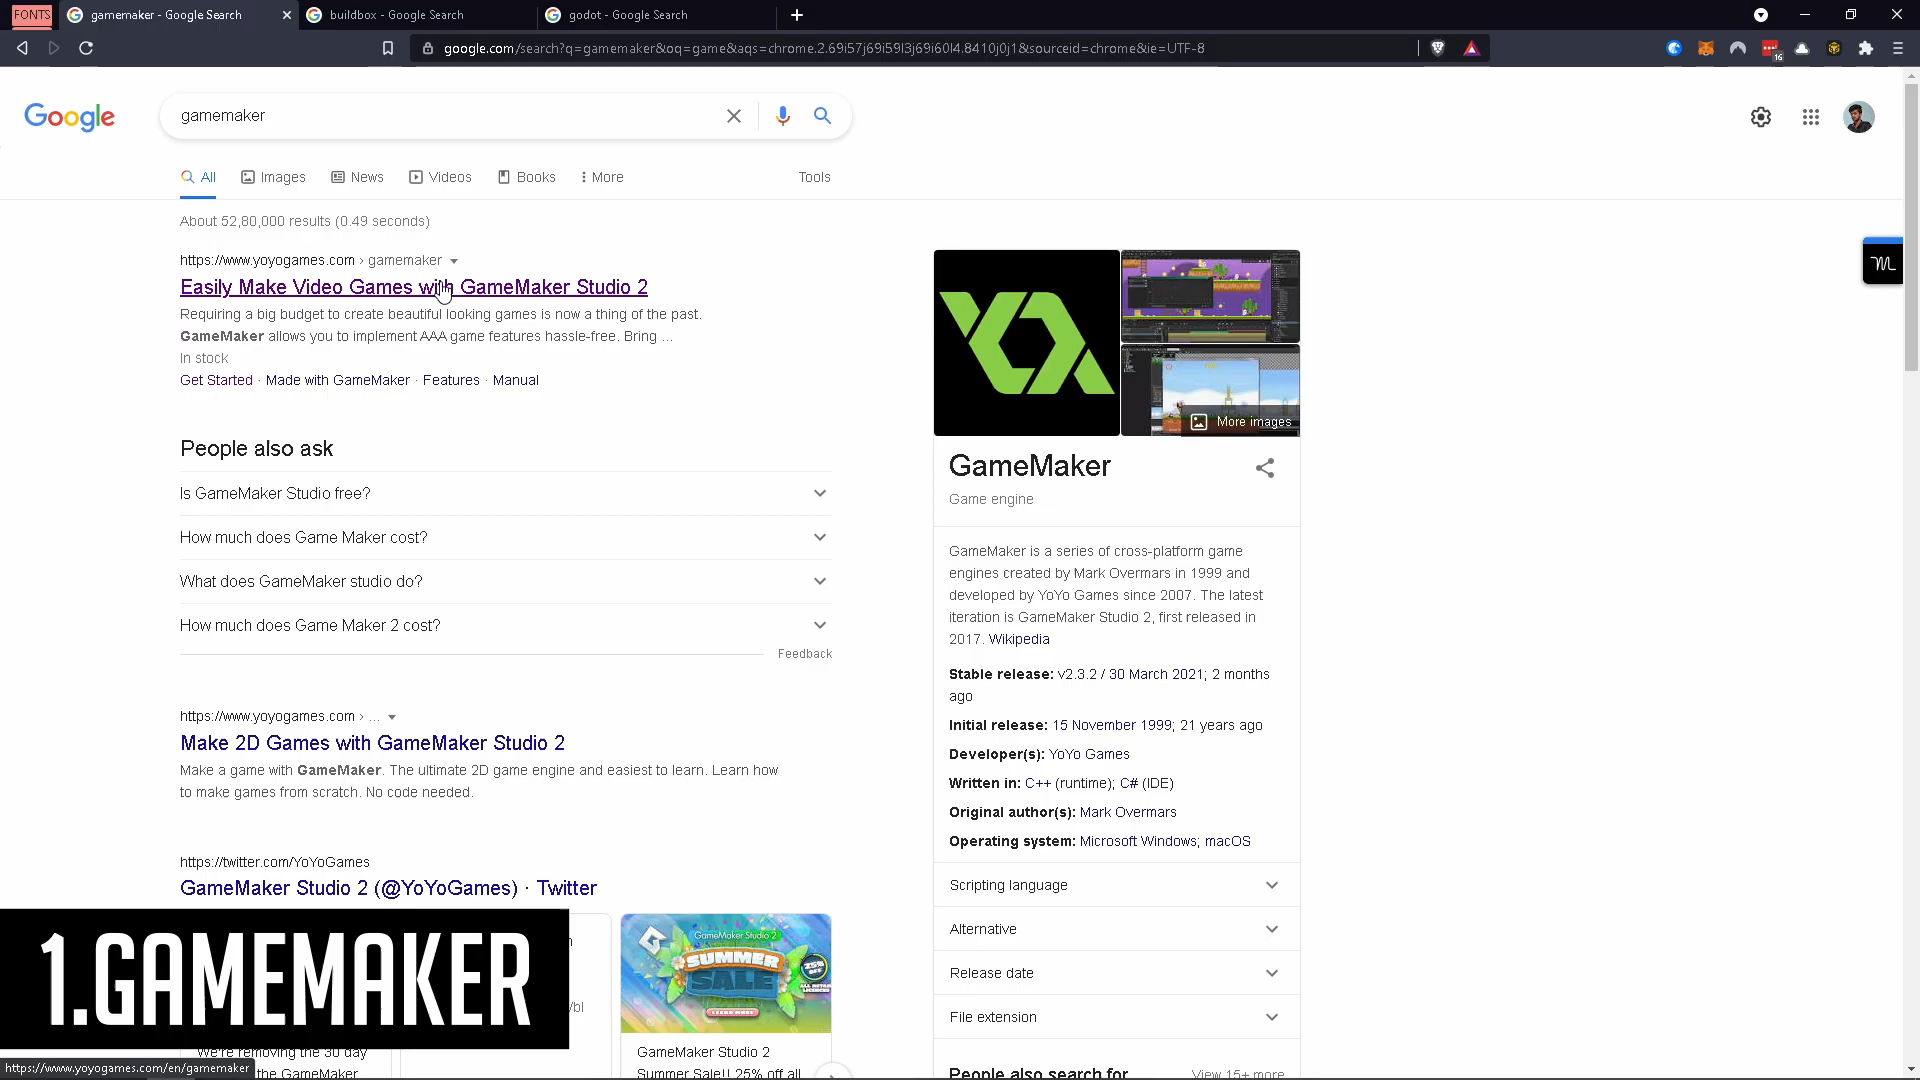 FONTS
gamemaker - Google Search
buildbox - Google Search
godot - Google Search
google.com/search?q=gamemaker&oq=game&aqs=chrome.2.69i57j69i59l3j69i60l4.8410j0j1&sourceid=chrome&ie=UTF-8
16
Google
gamemaker
All
Images
News
Videos
Books
More
Tools
About 52,80,000 results (0.49 seconds)
https://www.yoyogames.com › gamemaker
Easily Make Video Games with GameMaker Studio 2
Requiring a big budget to create beautiful looking games is now a thing of the past.
GameMaker allows you to implement AAA game features hassle-free. Bring ...
In stock
Get Started · Made with GameMaker · Features · Manual
People also ask
Is GameMaker Studio free?
How much does Game Maker cost?
What does GameMaker studio do?
How much does Game Maker 2 cost?
Feedback
https://www.yoyogames.com › ...
Make 2D Games with GameMaker Studio 2
Make a game with GameMaker. The ultimate 2D game engine and easiest to learn. Learn how
to make games from scratch. No code needed.
https://twitter.com/YoYoGames
GameMaker Studio 2 (@YoYoGames) · Twitter
GameMaker Studio 2
SUMMER
SALE
25%
OFF
GameMaker Studio 2
Summer Sale!! 25% off all
We're removing the 30 day
the GameMaker
/bl
1.GAMEMAKER
https://www.yoyogames.com/en/gamemaker
More images
GameMaker
Game engine
GameMaker is a series of cross-platform game
engines created by Mark Overmars in 1999 and
developed by YoYo Games since 2007. The latest
iteration is GameMaker Studio 2, first released in
2017. Wikipedia
Stable release: v2.3.2 / 30 March 2021; 2 months
ago
Initial release: 15 November 1999; 21 years ago
Developer(s): YoYo Games
Written in: C++ (runtime); C# (IDE)
Original author(s): Mark Overmars
Operating system: Microsoft Windows; macOS
Scripting language
Alternative
Release date
File extension
People also search for
View 15+ more